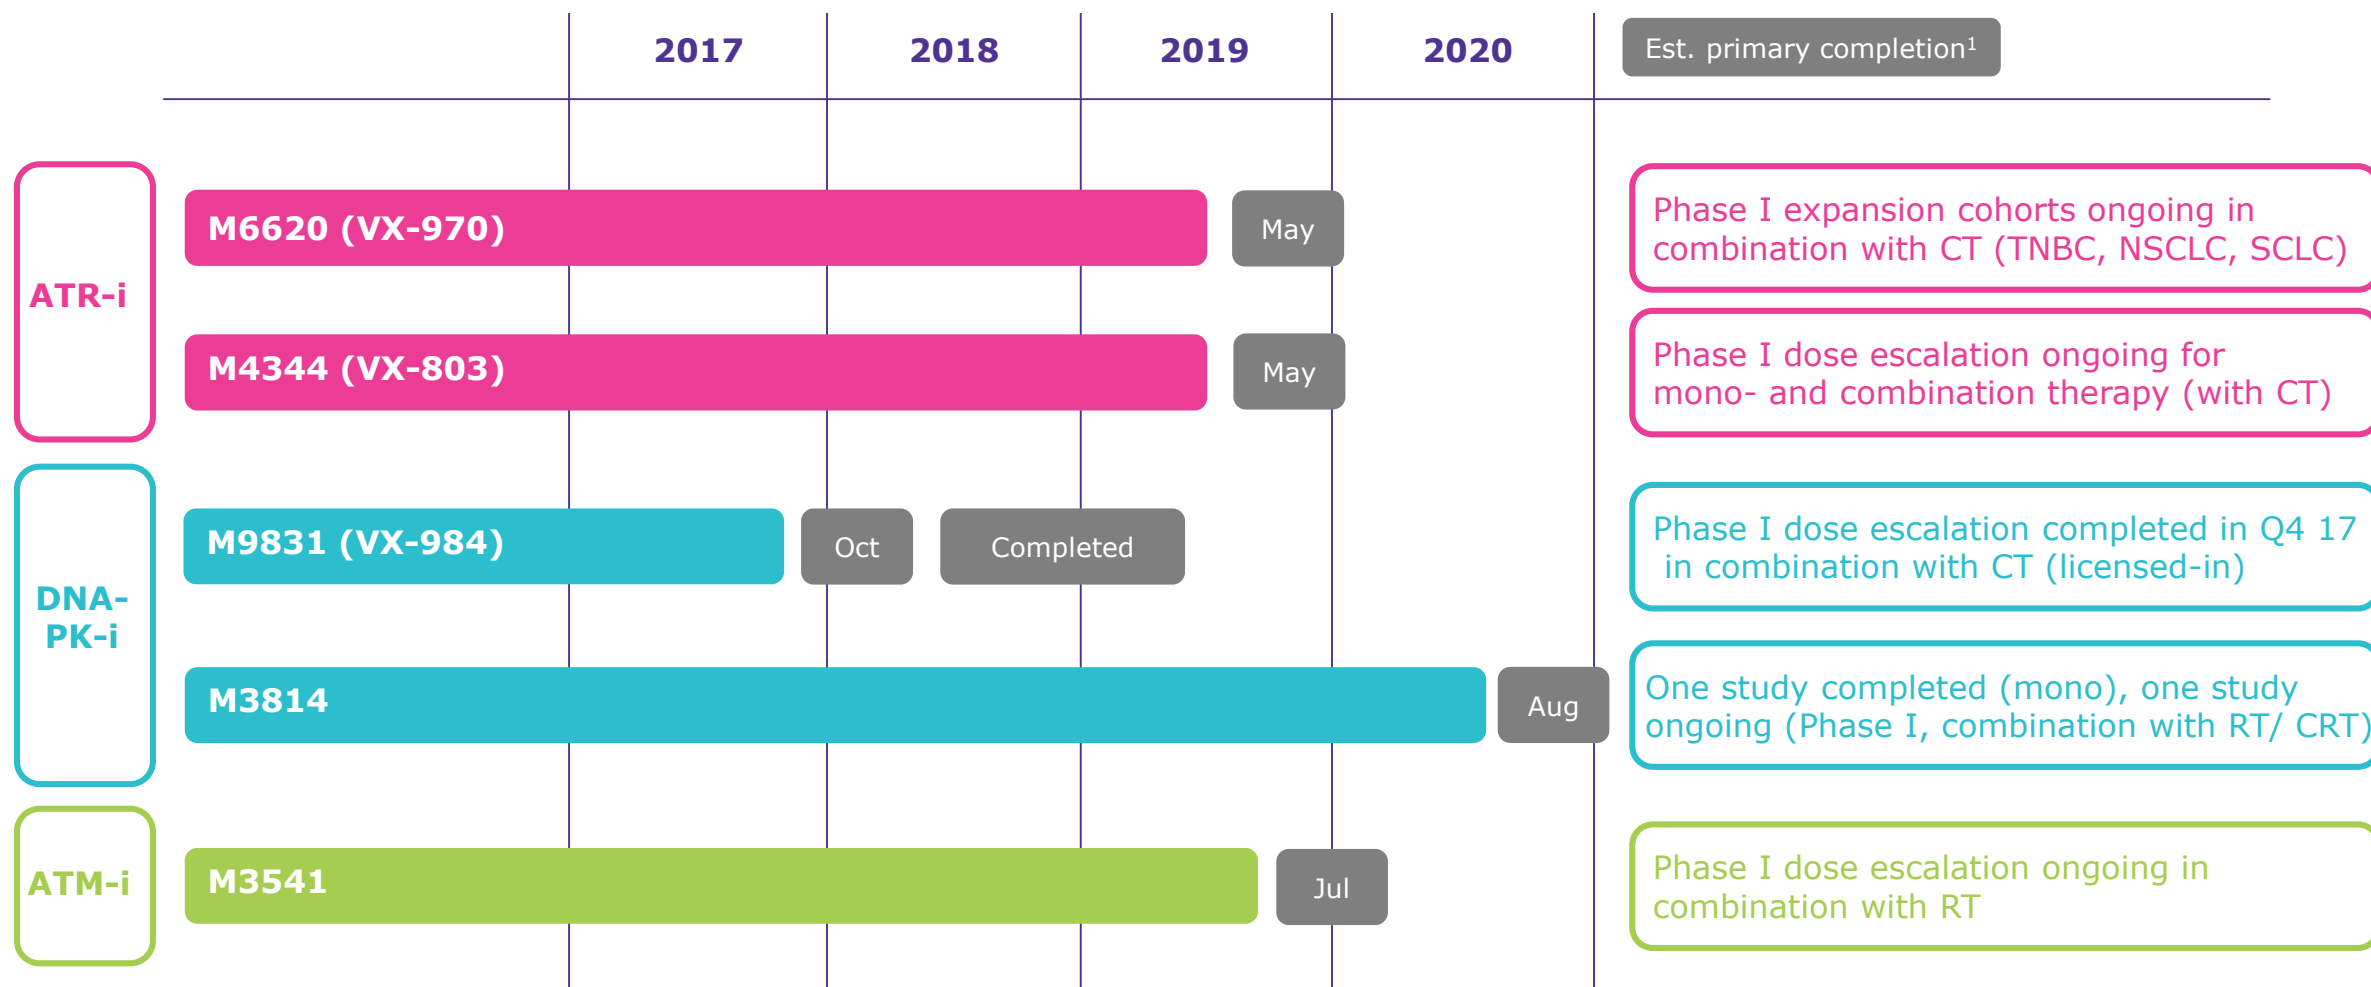 2017
2018
2019
2020
Est. primary completion¹
ATR-i
M6620 (VX-970)
May
Phase I expansion cohorts ongoing in
combination with CT (TNBC, NSCLC, SCLC)
M4344 (VX-803)
May
Phase I dose escalation ongoing for
mono- and combination therapy (with CT)
DNA-
PK-i
M9831 (VX-984)
Oct
Completed
Phase I dose escalation completed in Q4 17
in combination with CT (licensed-in)
M3814
Aug
One study completed (mono), one study
ongoing (Phase I, combination with RT/ CRT)
ATM-i
M3541
Jul
Phase I dose escalation ongoing in
combination with RT